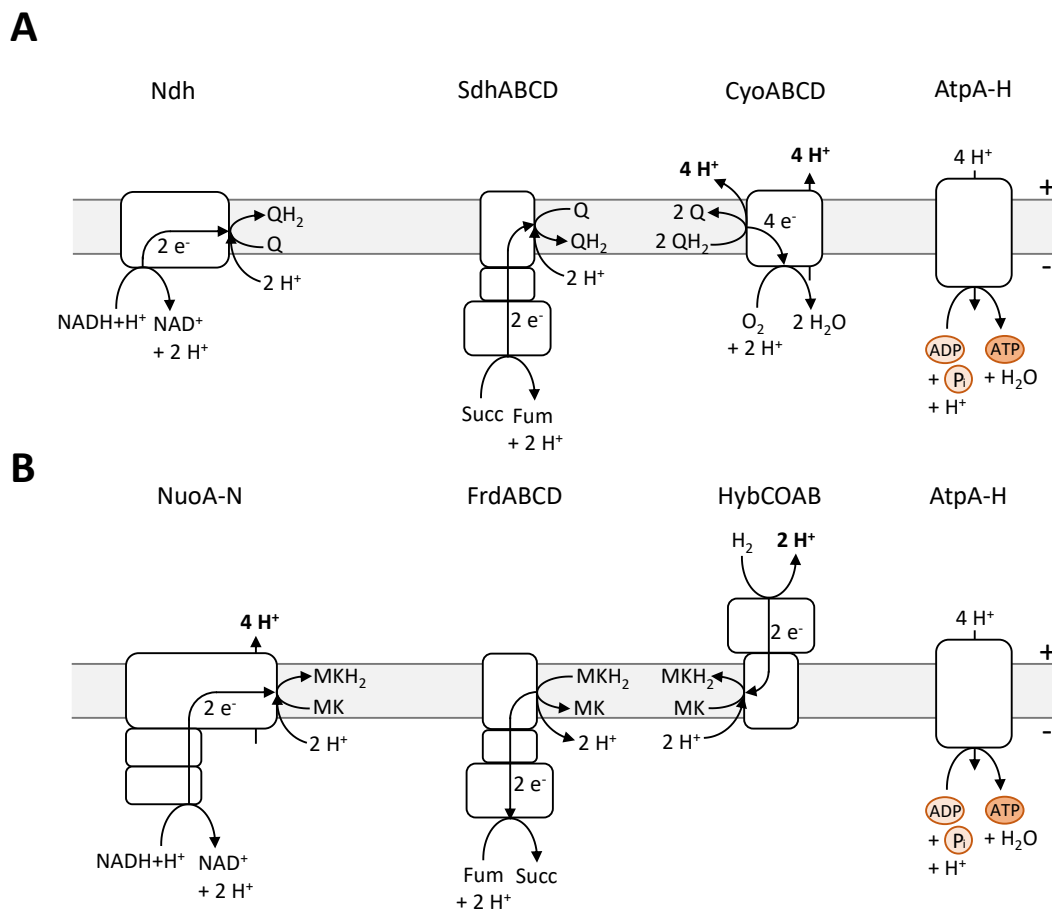 A
Ndh
SdhABCD
CyoABCD
AtpA-H
4 H⁺
4 H⁺
4 H⁺
+
QH₂
Q
2 Q
2 e⁻
4 e⁻
Q
QH₂
2 QH₂
2 H⁺
2 H⁺
-
NADH+H⁺
NAD⁺
+ 2 H⁺
2 e⁻
O₂
+ 2 H⁺
2 H₂O
ADP
+ Pᵢ
+ H⁺
ATP
+ H₂O
Succ
Fum
+ 2 H⁺
B
NuoA-N
FrdABCD
HybCOAB
AtpA-H
H₂
2 H⁺
4 H⁺
2 e⁻
4 H⁺
+
MKH₂
MKH₂
MKH₂
2 e⁻
MK
MK
MK
2 H⁺
2 H⁺
2 H⁺
-
2 e⁻
NADH+H⁺
NAD⁺
+ 2 H⁺
Fum
+ 2 H⁺
Succ
ADP
+ Pᵢ
+ H⁺
ATP
+ H₂O